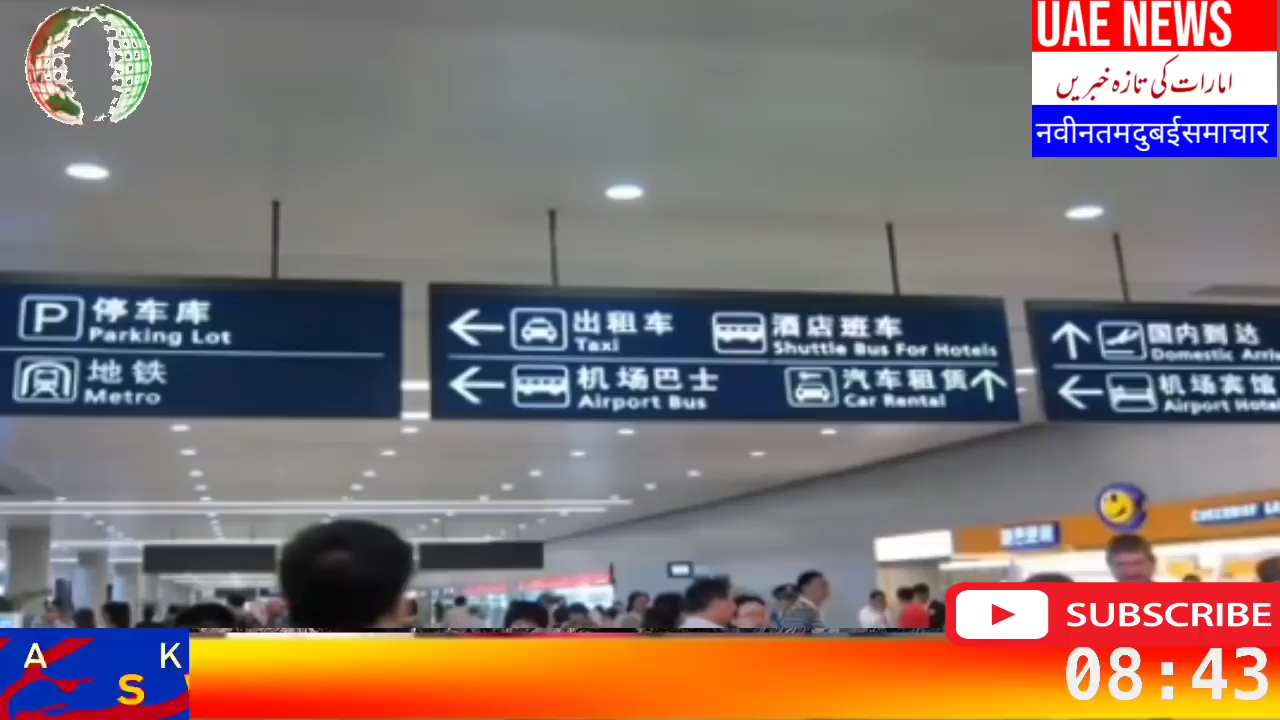 UAE NEWS
امارات کی تازہ خبریں
नवीनतमदुबईसमाचार
P 停车库
Parking Lot
地铁
Metro
出租车
Taxi
酒店班车
Shuttle Bus For Hotels
机场巴士
Airport Bus
汽车租赁
Car Rental
国内到达
Domestic
机场宾馆
Airport
SUBSCRIBE
A K
S
08:43